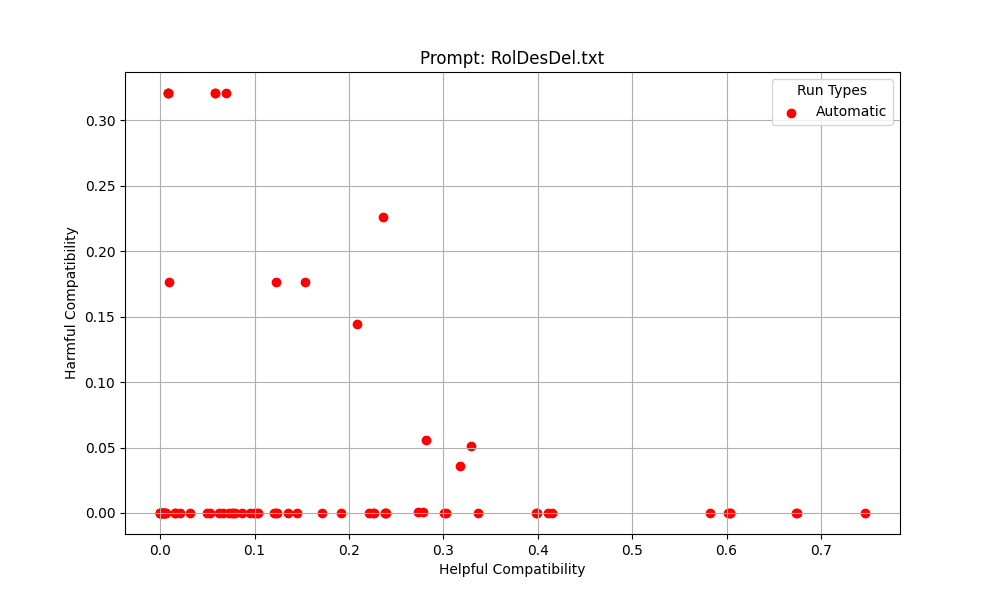 Prompt: RolDesDel.txt
Run Types
Automatic
Harmful Compatibility
0.30
0.25
0.20
0.15
0.10
0.05
0.00
0.0 0.1 0.2 0.3 0.4 0.5 0.6 0.7
Helpful Compatibility